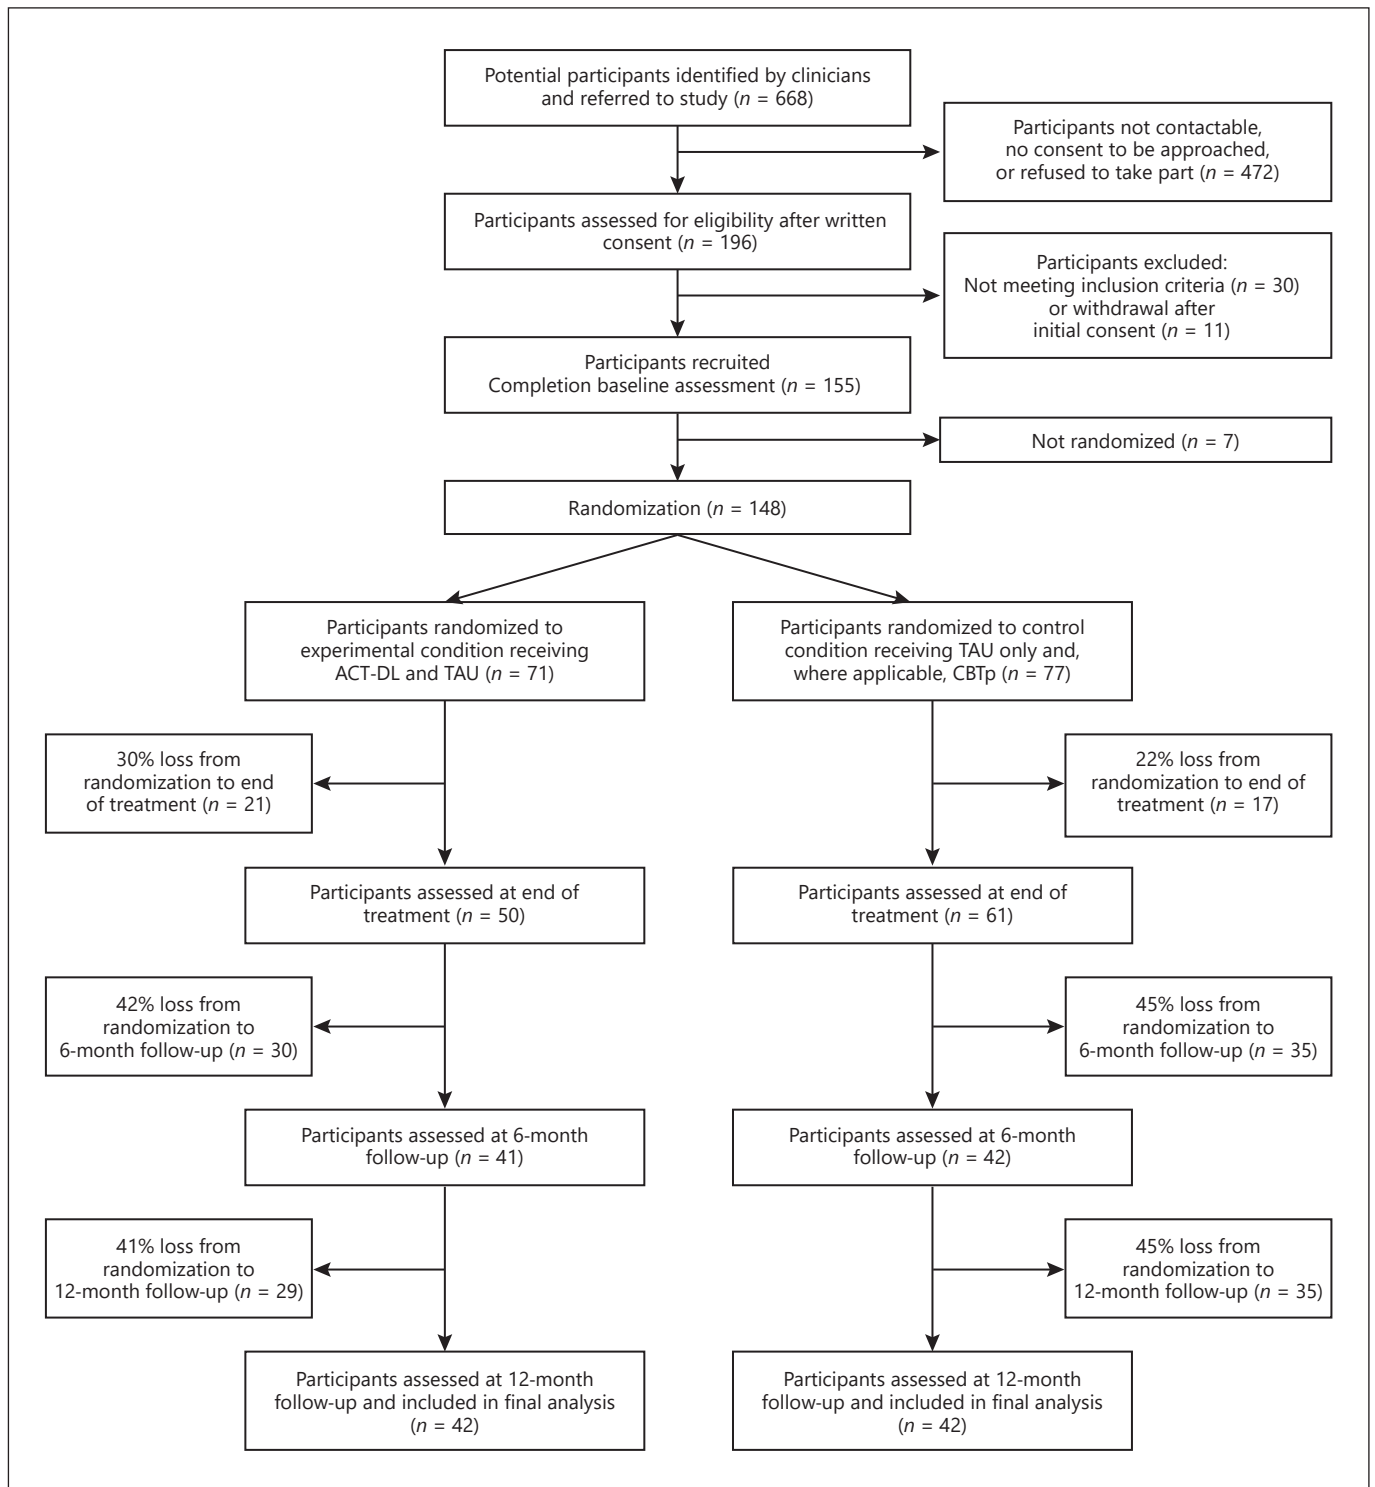 Potential participants identified by clinicians
and referred to study (n = 668)
Participants not contactable,
no consent to be approached,
or refused to take part (n = 472)
Participants assessed for eligibility after written
consent (n = 196)
Participants excluded:
Not meeting inclusion criteria (n = 30)
or withdrawal after
initial consent (n = 11)
Participants recruited
Completion baseline assessment (n = 155)
Not randomized (n = 7)
Randomization (n = 148)
Participants randomized to
experimental condition receiving
ACT-DL and TAU (n = 71)
Participants randomized to control
condition receiving TAU only and,
where applicable, CBTp (n = 77)
30% loss from
randomization to end
of treatment (n = 21)
22% loss from
randomization to end of
treatment (n = 17)
Participants assessed at end of
treatment (n = 50)
Participants assessed at end of
treatment (n = 61)
42% loss from
randomization to
6-month follow-up (n = 30)
45% loss from
randomization to
6-month follow-up (n = 35)
Participants assessed at 6-month
follow-up (n = 41)
Participants assessed at 6-month
follow-up (n = 42)
41% loss from
randomization to
12-month follow-up (n = 29)
45% loss from
randomization to
12-month follow-up (n = 35)
Participants assessed at 12-month
follow-up and included in final analysis
(n = 42)
Participants assessed at 12-month
follow-up and included in final analysis
(n = 42)